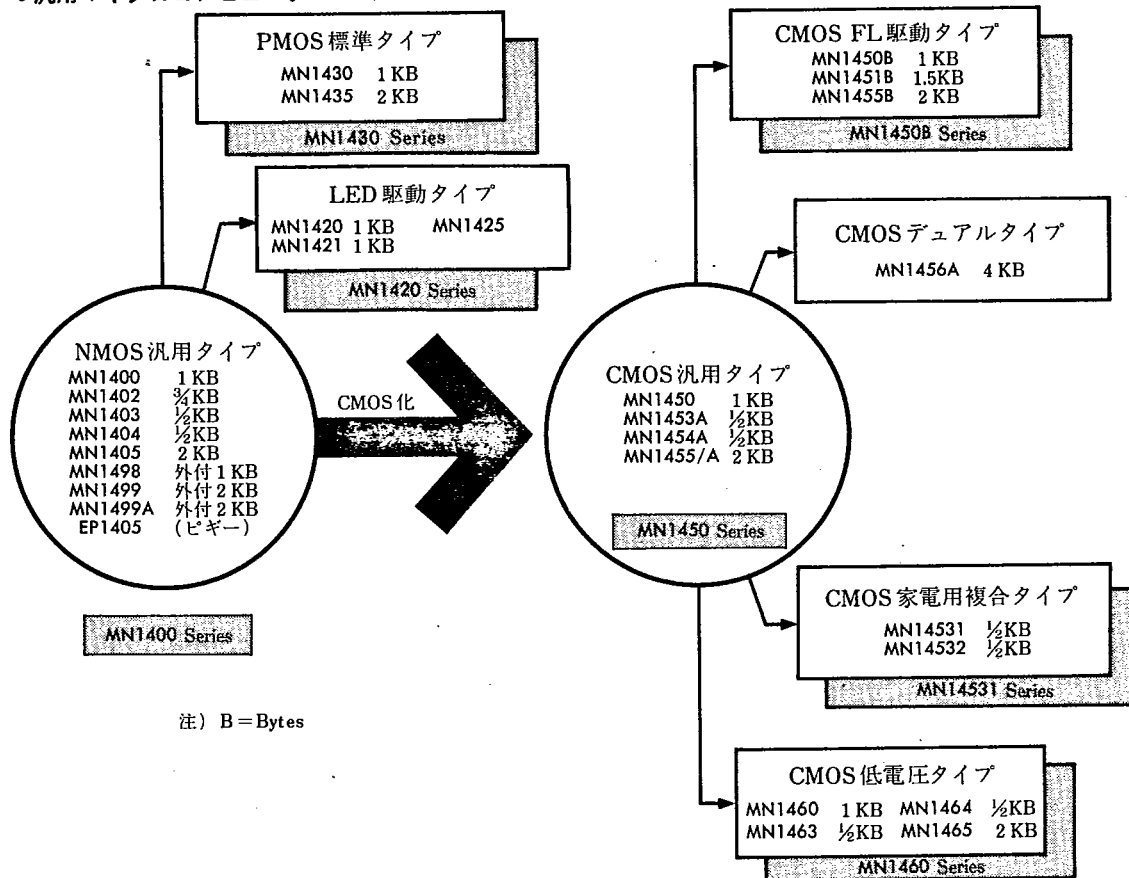 PMOS標準タイプ
MN1430 1KB
MN1435 2KB
MN1430 Series
LED駆動タイプ
MN1420 1KB MN1425
MN1421 1KB
MN1420 Series
NMOS汎用タイプ
MN1400 1KB
MN1402 ¾KB
MN1403 ½KB
MN1404 ½KB
MN1405 2KB
MN1498 外付1KB
MN1499 外付2KB
MN1499A 外付2KB
EP1405 (ピギー)
MN1400 Series
CMOS化
CMOS FL駆動タイプ
MN1450B 1KB
MN1451B 1.5KB
MN1455B 2KB
MN1450B Series
CMOSデュアルタイプ
MN1456A 4KB
CMOS汎用タイプ
MN1450 1KB
MN1453A ½KB
MN1454A ½KB
MN1455/A 2KB
MN1450 Series
CMOS家電用複合タイプ
MN14531 ½KB
MN14532 ½KB
MN14531 Series
CMOS低電圧タイプ
MN1460 1KB MN1464 ½KB
MN1463 ½KB MN1465 2KB
MN1460 Series
注) B=Bytes